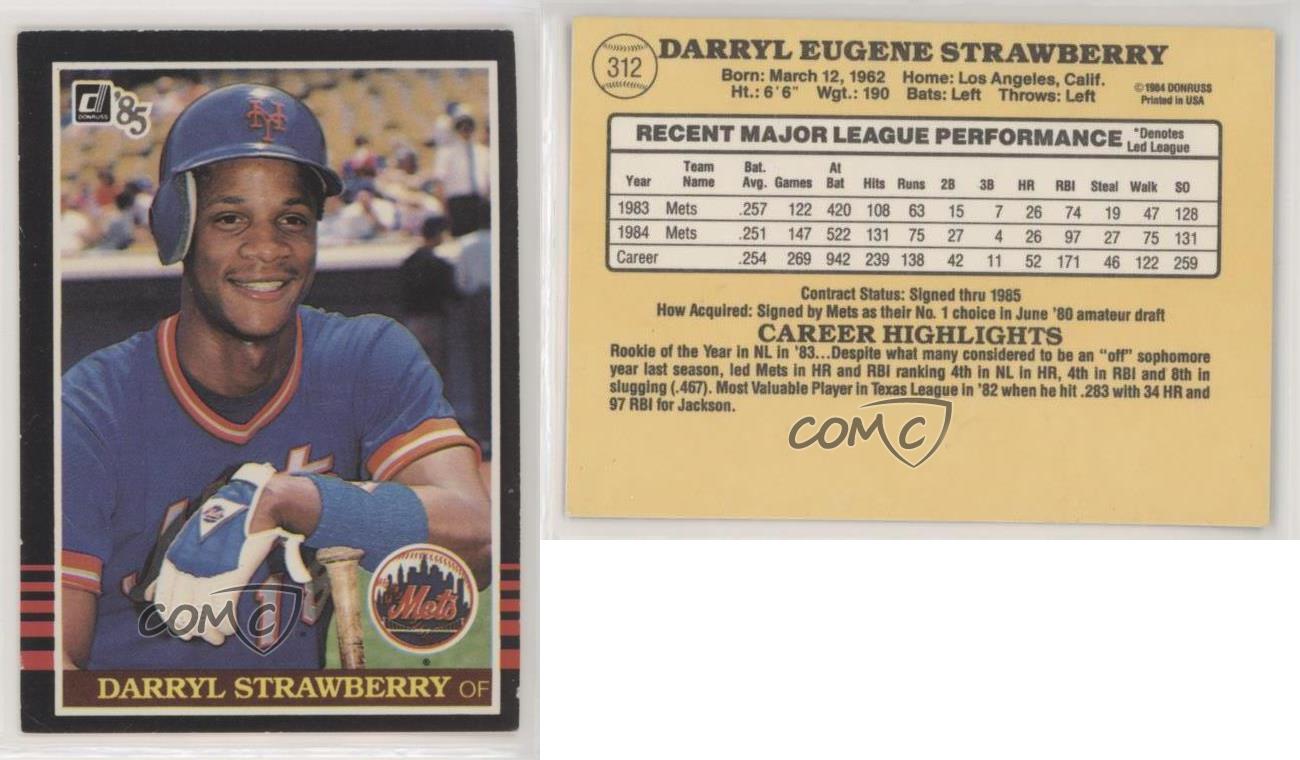 d
DONRUSS
'85
NY
Mets
COMC
DARRYL STRAWBERRY OF
312
DARRYL EUGENE STRAWBERRY
Born: March 12, 1962 Home: Los Angeles, Calif.
Ht.: 6'6" Wgt.: 190 Bats: Left Throws: Left
©1984 DONRUSS
Printed in USA
RECENT MAJOR LEAGUE PERFORMANCE
*Denotes
Led League
Year Team Name Bat. Avg. Games At Bat Hits Runs 2B 3B HR RBI Steal Walk SO
1983 Mets .257 122 420 108 63 15 7 26 74 19 47 128
1984 Mets .251 147 522 131 75 27 4 26 97 27 75 131
Career .254 269 942 239 138 42 11 52 171 46 122 259
Contract Status: Signed thru 1985
How Acquired: Signed by Mets as their No. 1 choice in June '80 amateur draft
CAREER HIGHLIGHTS
Rookie of the Year in NL in '83...Despite what many considered to be an "off" sophomore
year last season, led Mets in HR and RBI ranking 4th in NL in HR, 4th in RBI and 8th in
slugging (.467). Most Valuable Player in Texas League in '82 when he hit .283 with 34 HR and
97 RBI for Jackson.
COMC